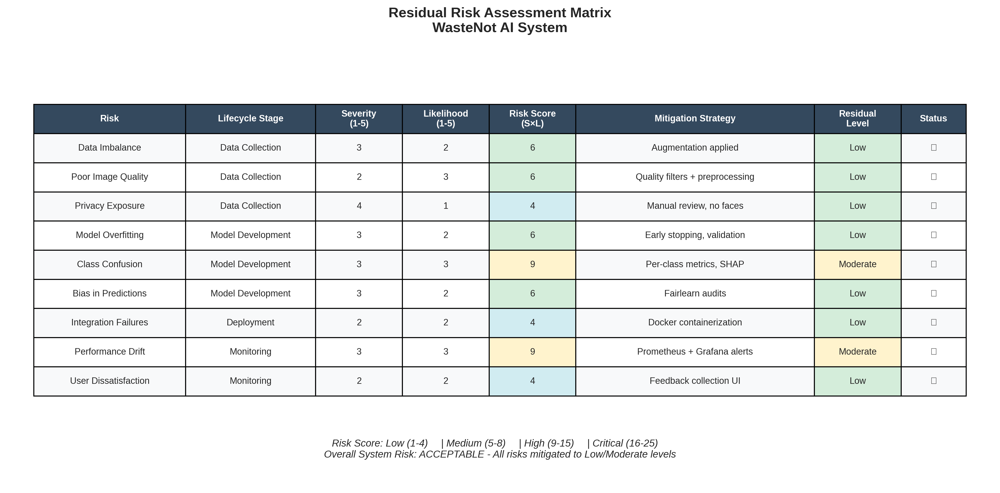 Residual Risk Assessment Matrix
WasteNot AI System
Risk Lifecycle Stage Severity (1-5) Likelihood (1-5) Risk Score (S×L) Mitigation Strategy Residual Level Status
Data Imbalance Data Collection 3 2 6 Augmentation applied Low
Poor Image Quality Data Collection 2 3 6 Quality filters + preprocessing Low
Privacy Exposure Data Collection 4 1 4 Manual review, no faces Low
Model Overfitting Model Development 3 2 6 Early stopping, validation Low
Class Confusion Model Development 3 3 9 Per-class metrics, SHAP Moderate
Bias in Predictions Model Development 3 2 6 Fairlearn audits Low
Integration Failures Deployment 2 2 4 Docker containerization Low
Performance Drift Monitoring 3 3 9 Prometheus + Grafana alerts Moderate
User Dissatisfaction Monitoring 2 2 4 Feedback collection UI Low
Risk Score: Low (1-4) | Medium (5-8) | High (9-15) | Critical (16-25)
Overall System Risk: ACCEPTABLE - All risks mitigated to Low/Moderate levels